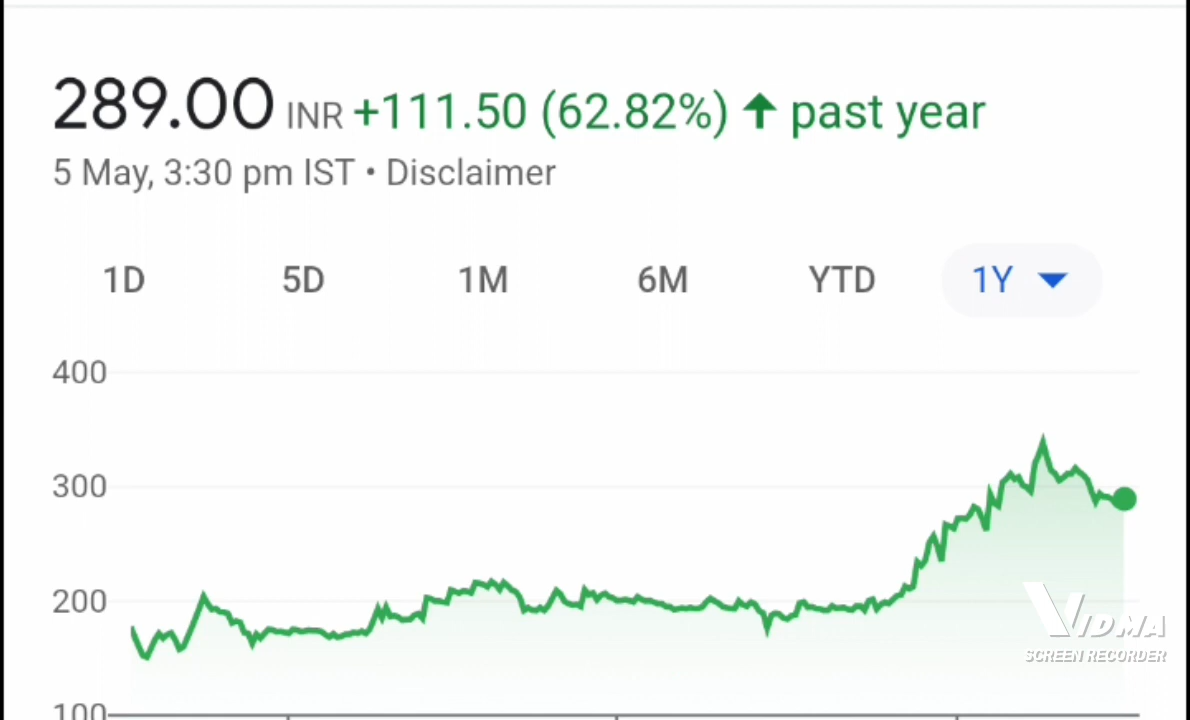 289.00 INR +111.50 (62.82%) ↑ past year
5 May, 3:30 pm IST • Disclaimer
1D 5D 1M 6M YTD 1Y
400
300
200
100
VIDMA
SCREEN RECORDER